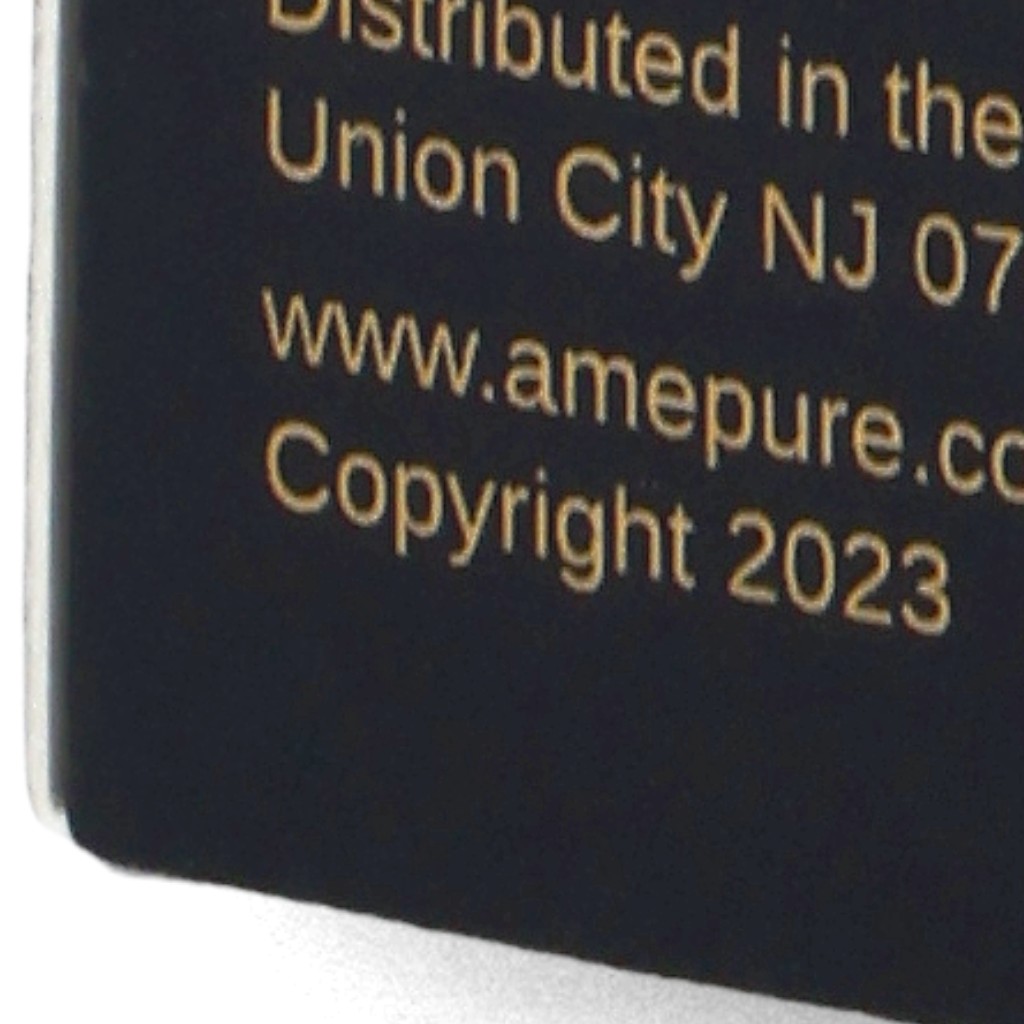 Distributed in the
Union City NJ 07
www.amepure.co
Copyright 2023